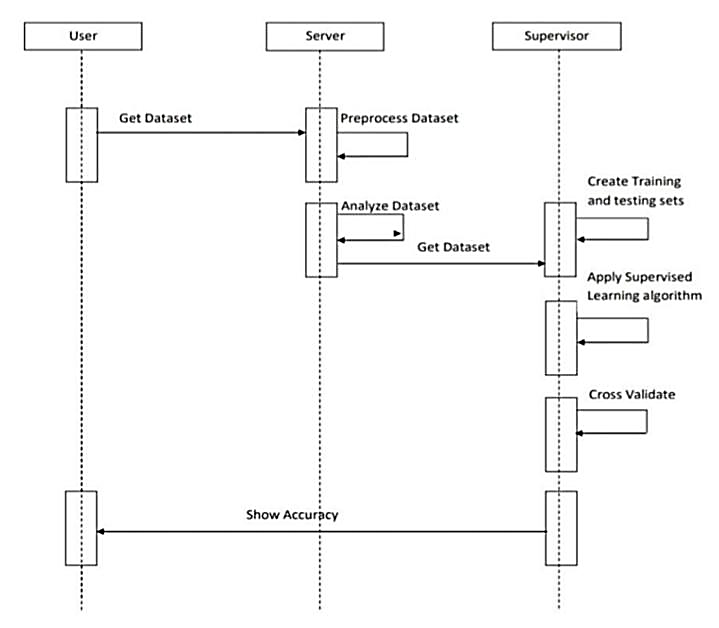 User
Server
Supervisor
Get Dataset
Preprocess Dataset
Create Training
and testing sets
Analyze Dataset
Get Dataset
Apply Supervised
Learning algorithm
Cross Validate
Show Accuracy